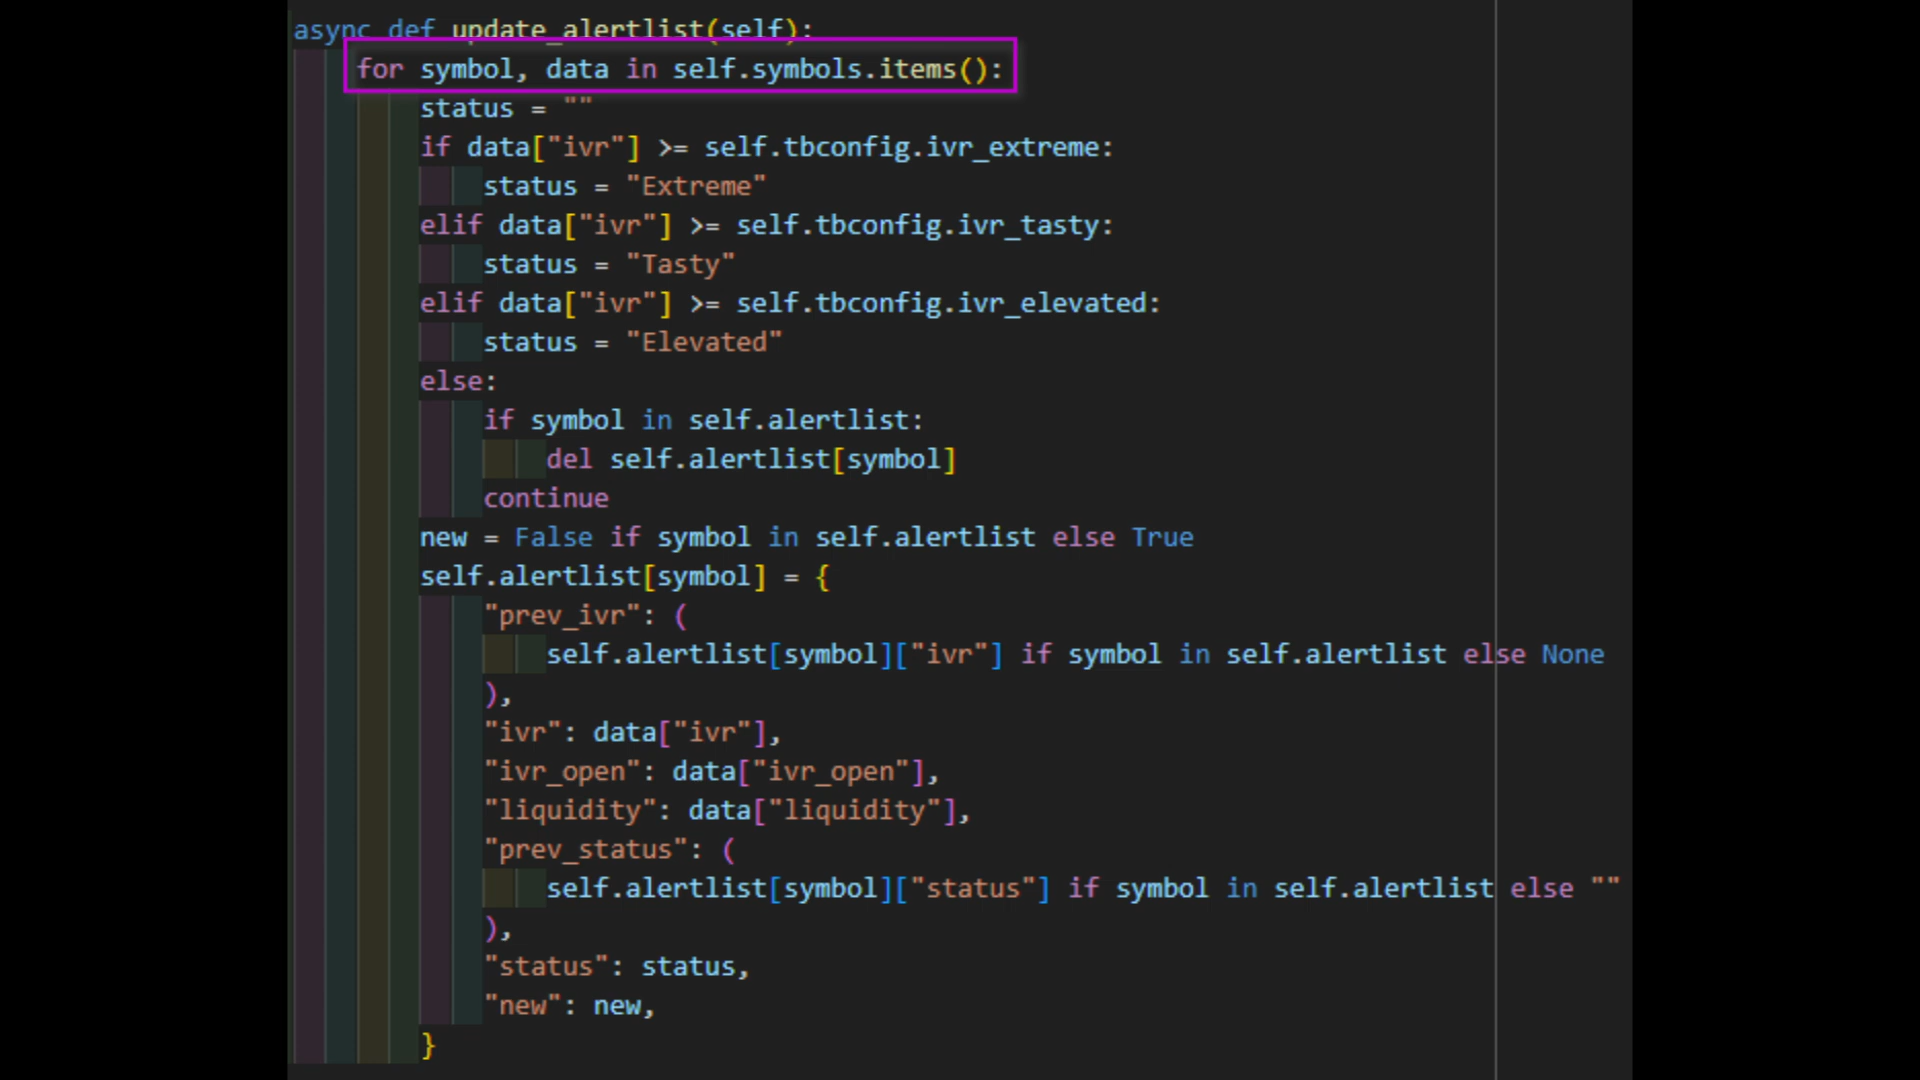 async def update_alertlist(self):
for symbol, data in self.symbols.items():
status = ""
if data["ivr"] >= self.tbconfig.ivr_extreme:
status = "Extreme"
elif data["ivr"] >= self.tbconfig.ivr_tasty:
status = "Tasty"
elif data["ivr"] >= self.tbconfig.ivr_elevated:
status = "Elevated"
else:
if symbol in self.alertlist:
del self.alertlist[symbol]
continue
new = False if symbol in self.alertlist else True
self.alertlist[symbol] = {
"prev_ivr": (
self.alertlist[symbol]["ivr"] if symbol in self.alertlist else None
),
"ivr": data["ivr"],
"ivr_open": data["ivr_open"],
"liquidity": data["liquidity"],
"prev_status": (
self.alertlist[symbol]["status"] if symbol in self.alertlist else ""
),
"status": status,
"new": new,
}